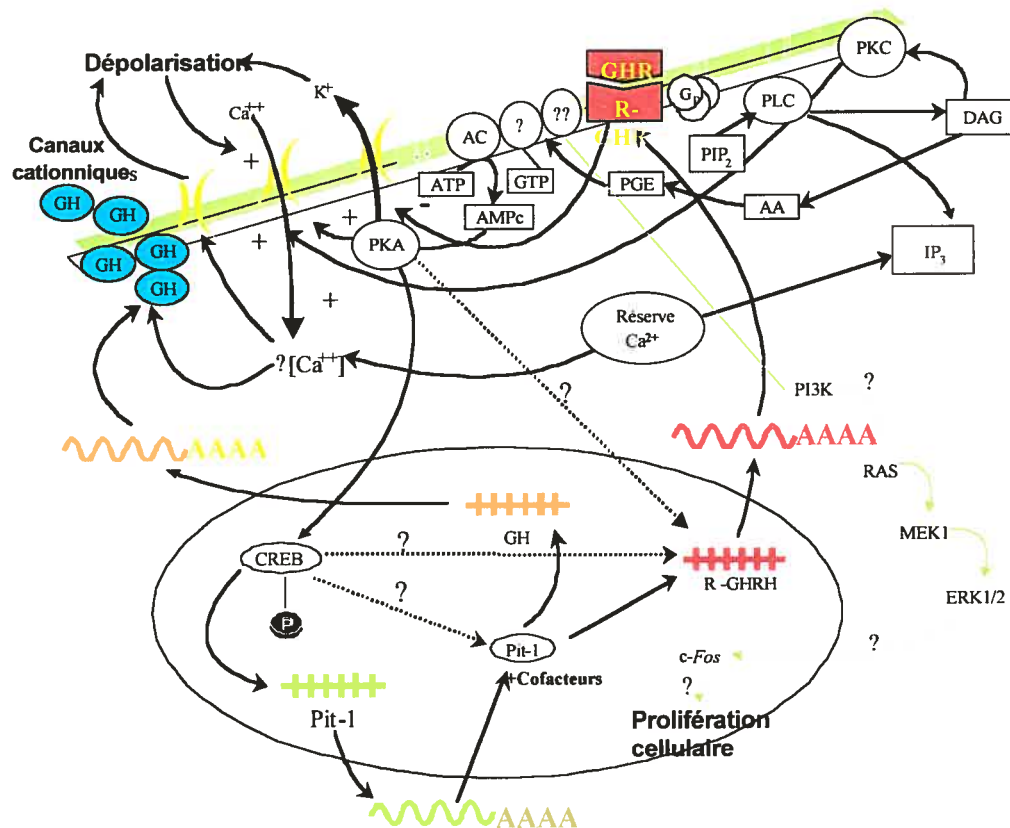 Dépolarisation
Ca++
K+
Canaux
cationniques
+
GHR
R-
GHR
PKC
PLC
DAG
AC
?
??
PIP2
ATP
GTP
PGE
AA
-
AMPc
GH
GH
GH
GH
GH
+
+
PKA
IP3
+
Réserve
Ca2+
?[Ca++]
?
PI3K ?
AAAA
AAAA
RAS
MEK1
ERK1/2
GH
CREB
?
R -GHRH
?
P
Pit-1
+Cofacteurs
c-Fos
?
?
Pit-1
Prolifération
cellulaire
AAAA